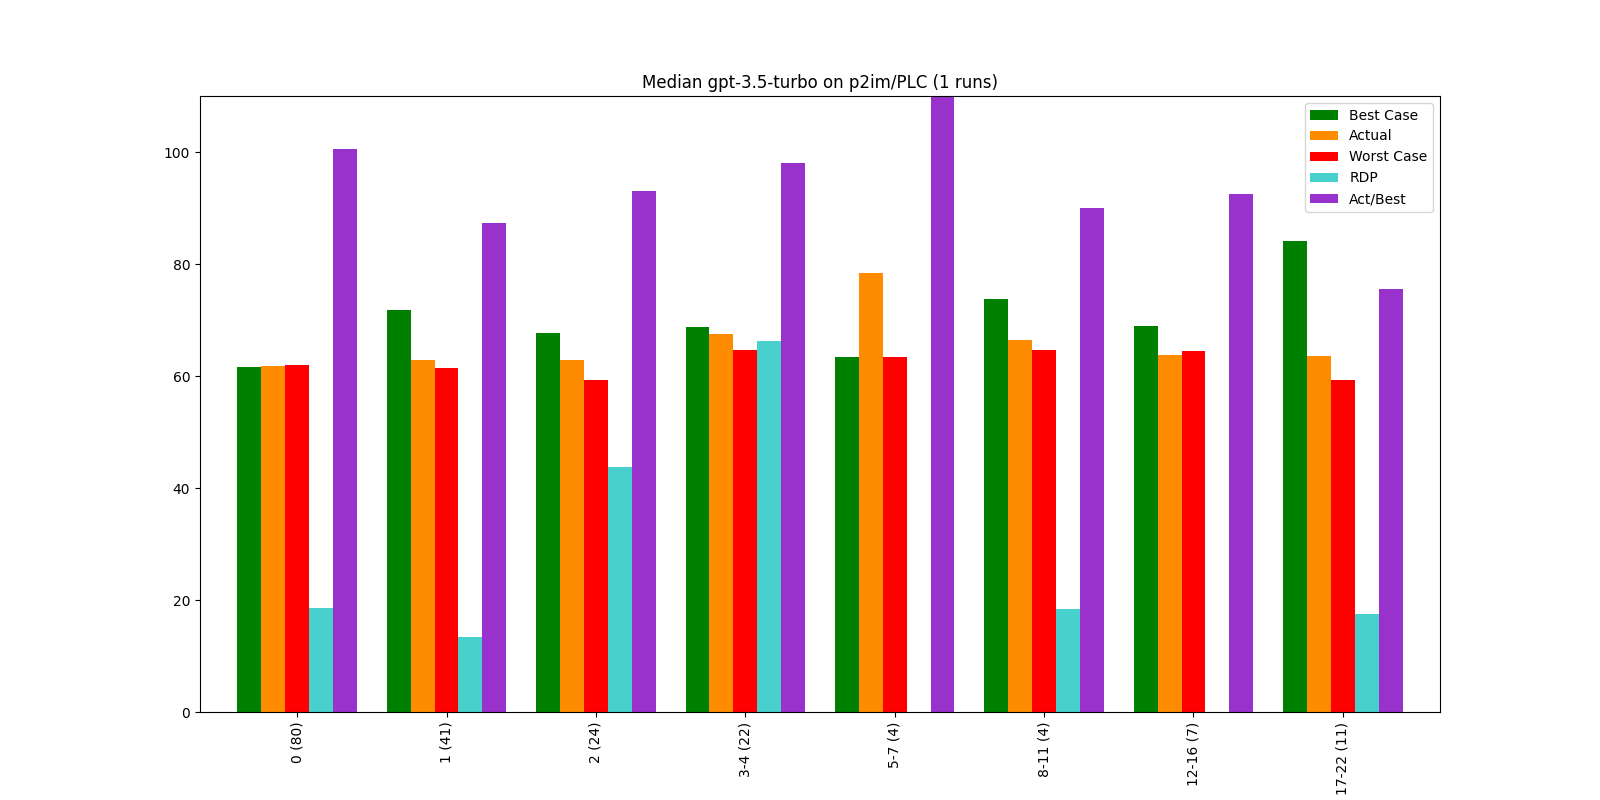 Median gpt-3.5-turbo on p2im/PLC (1 runs)
Best Case
Actual
Worst Case
RDP
Act/Best
100
80
60
40
20
0
0 (80)
1 (41)
2 (24)
3-4 (22)
5-7 (4)
8-11 (4)
12-16 (7)
17-22 (11)